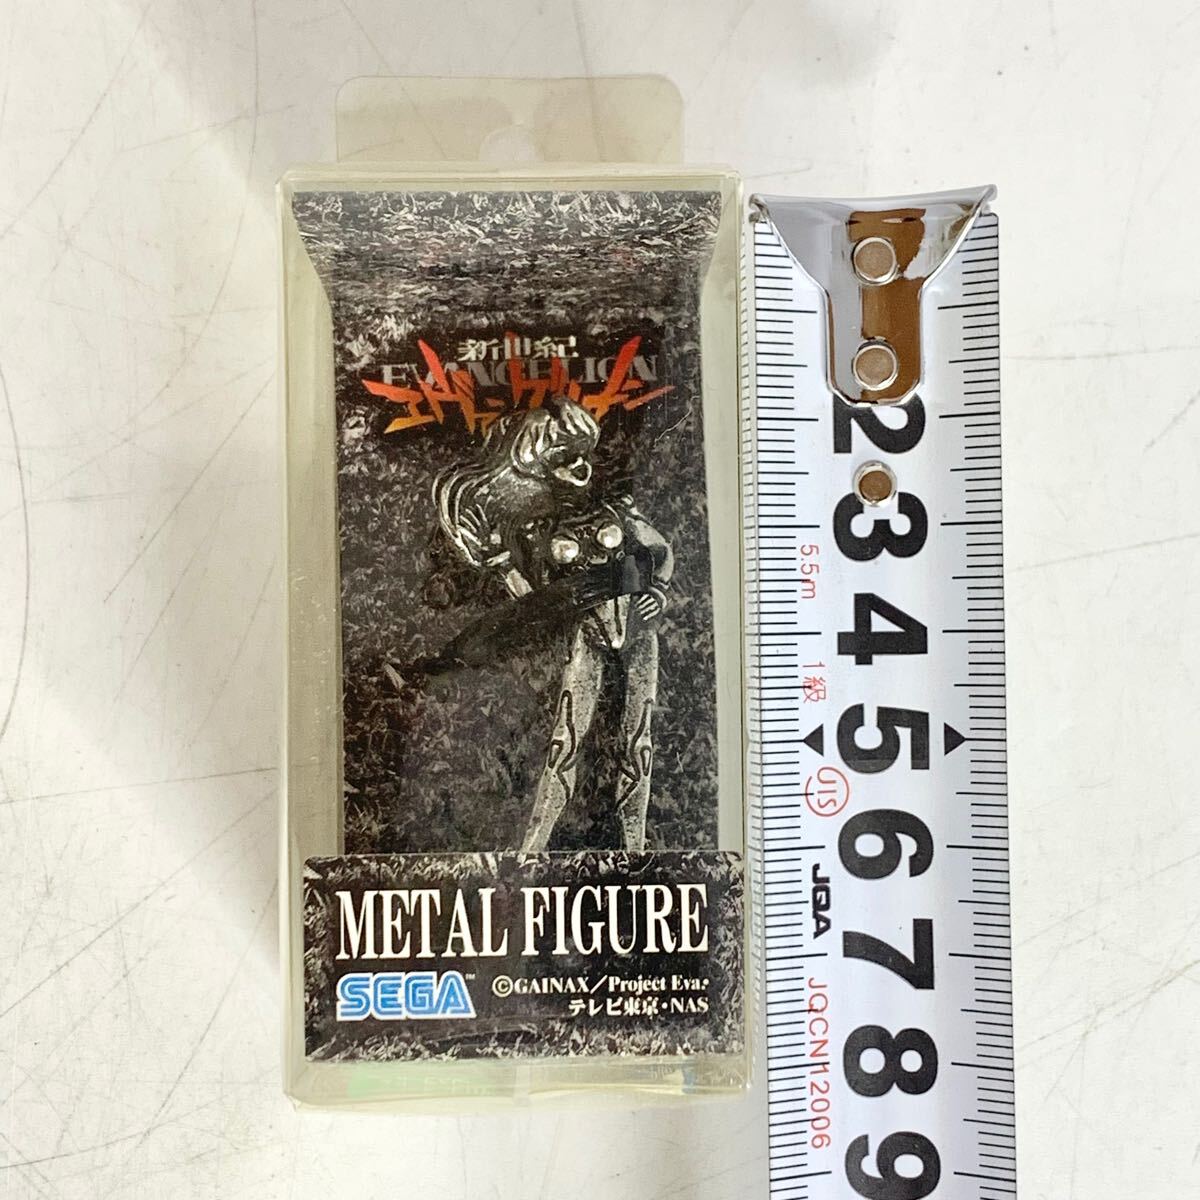 新世紀
EVANGELION
エヴァンゲリオン
METAL FIGURE
SEGA™
©GAINAX／Project Eva.・
テレビ東京・NAS
2
3
4
5
6
7
8
9
5.5m
1級
JIS
JQA
JQCN12006